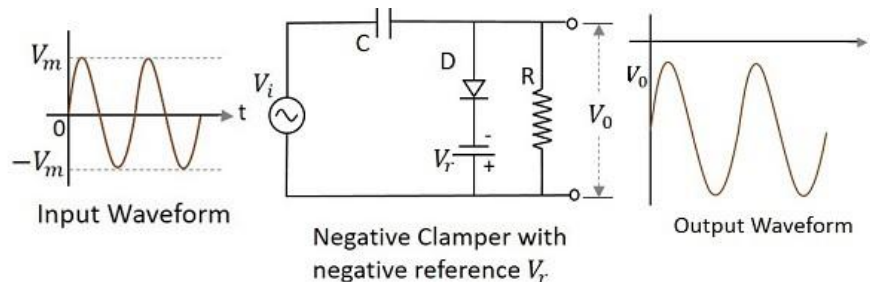 V_m
0
t
−V_m
Input Waveform
V_i
C
D
R
V_r
-
+
V_0
Negative Clamper with
negative reference V_r
V_0
Output Waveform